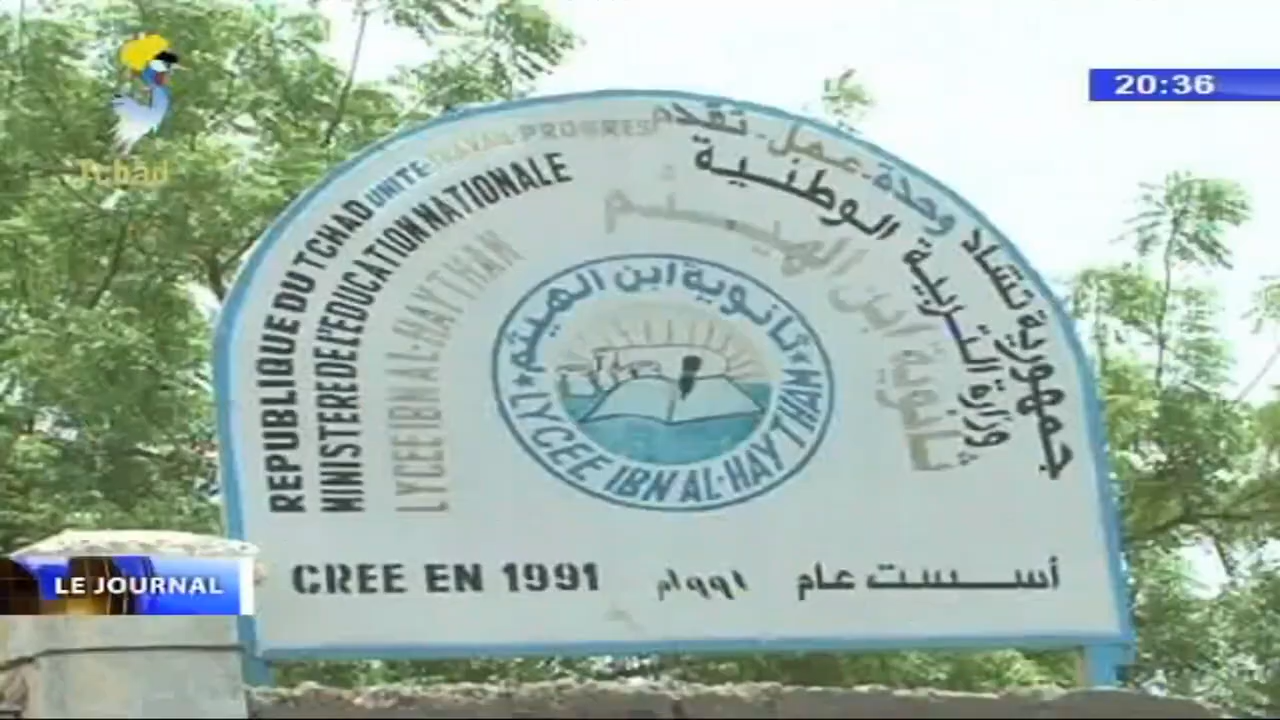 Tchad
20:36
REPUBLIQUE DU TCHAD
UNITE-TRAVAIL-PROGRES
MINISTERE DE L'EDUCATION NATIONALE
LYCEE IBN AL-HAYTHAM
جمهورية تشاد
وحدة-عمل-تقدم
وزارة التربية الوطنية
ثانوية ابن الهيثم
ثانوية ابن الهيثم
LYCEE IBN AL-HAYTHAM
CREE EN 1991
أسست عام ١٩٩١م
LE JOURNAL